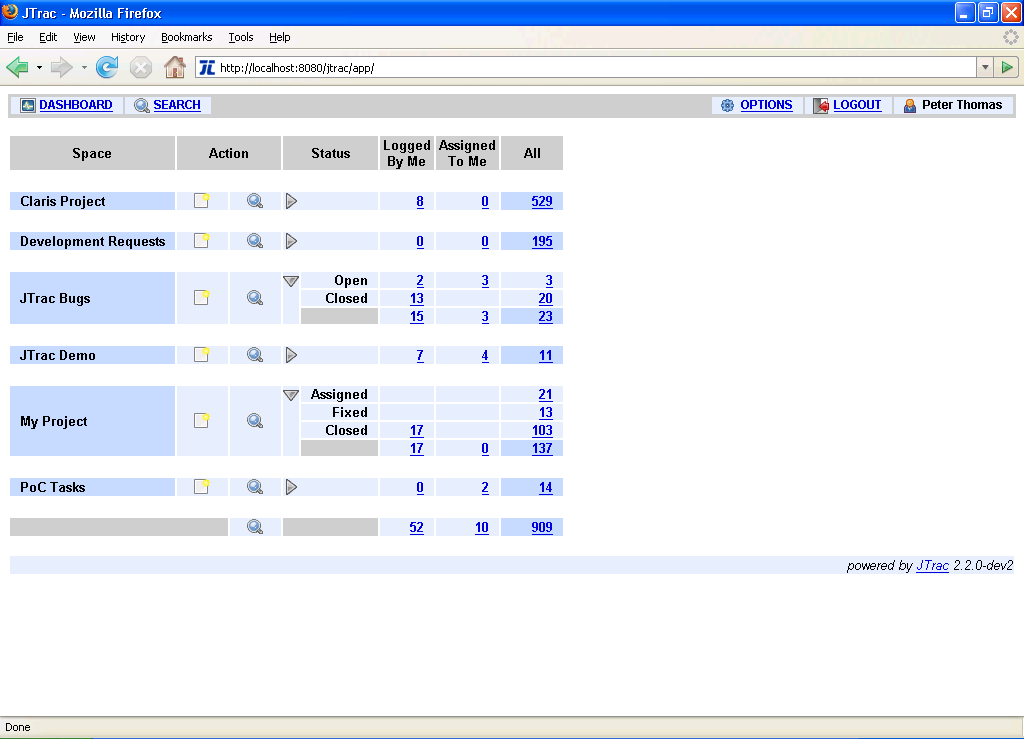 JTrac - Mozilla Firefox
File Edit View History Bookmarks Tools Help
http://localhost:8080/jtrac/app/
DASHBOARD SEARCH OPTIONS LOGOUT Peter Thomas
Space Action Status Logged By Me Assigned To Me All
Claris Project 8 0 529
Development Requests 0 0 195
JTrac Bugs
Open 2 3 3
Closed 13 20
15 3 23
JTrac Demo 7 4 11
My Project
Assigned 21
Fixed 13
Closed 17 103
17 0 137
PoC Tasks 0 2 14
52 10 909
powered by JTrac 2.2.0-dev2
Done